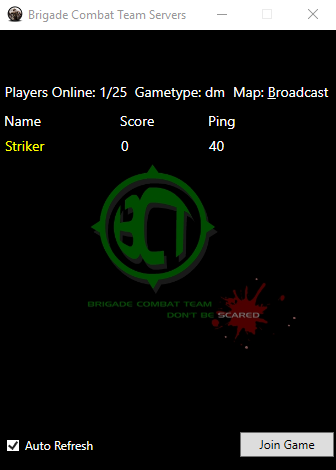 Brigade Combat Team Servers
Players Online: 1/25 Gametype: dm Map: Broadcast
Name Score Ping
Striker 0 40
BCT
BRIGADE COMBAT TEAM
DONT BE SCARED
Auto Refresh Join Game